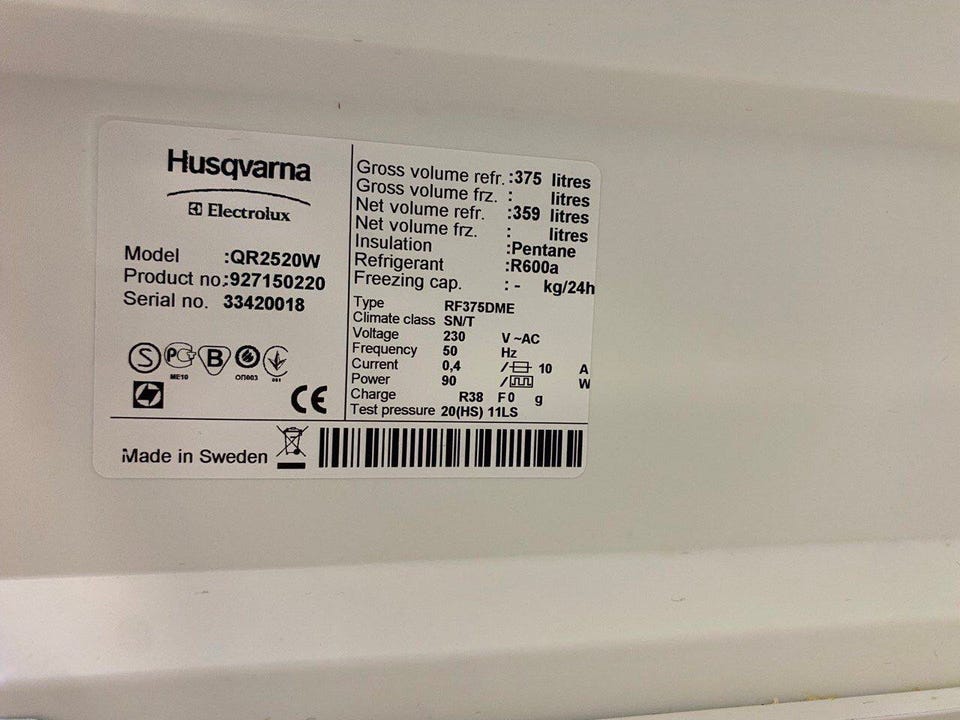 Husqvarna
Electrolux
Model :QR2520W
Product no.:927150220
Serial no. 33420018
S PG B
ME10 ОП003 001
CE
Made in Sweden
Gross volume refr. :375 litres
Gross volume frz. : litres
Net volume refr. :359 litres
Net volume frz. : litres
Insulation :Pentane
Refrigerant :R600a
Freezing cap. : - kg/24h
Type RF375DME
Climate class SN/T
Voltage 230 V ~AC
Frequency 50 Hz
Current 0,4 / 10 A
Power 90 / W
Charge R38 F0 g
Test pressure 20(HS) 11LS